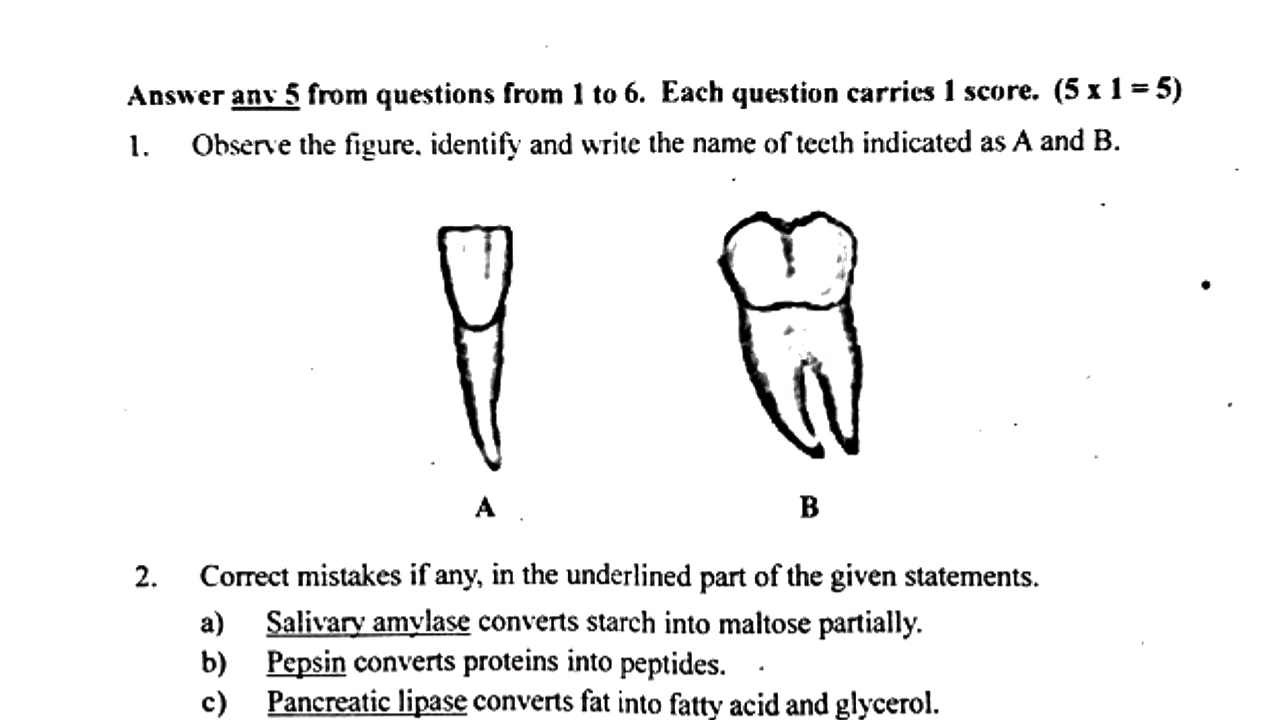 Answer any 5 from questions from 1 to 6. Each question carries 1 score. (5 x 1 = 5)
1. Observe the figure, identify and write the name of teeth indicated as A and B.
A B
2. Correct mistakes if any, in the underlined part of the given statements.
a) Salivary amylase converts starch into maltose partially.
b) Pepsin converts proteins into peptides.
c) Pancreatic lipase converts fat into fatty acid and glycerol.